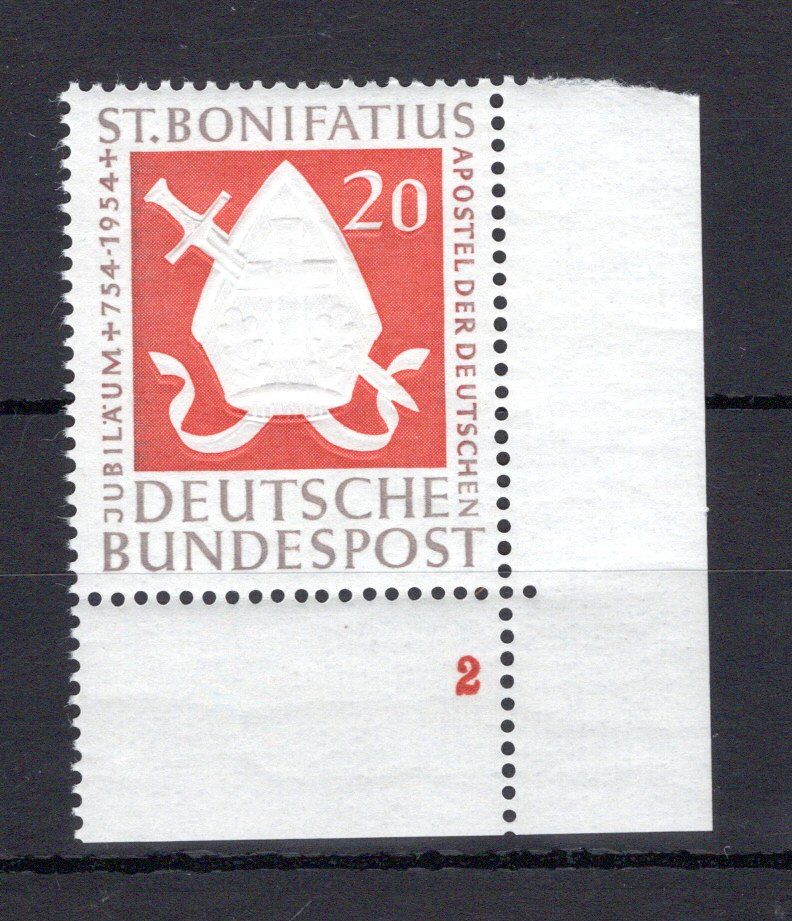 ST.BONIFATIUS
JUBILÄUM+754-1954+
20
APOSTEL DER DEUTSCHEN
DEUTSCHE
BUNDESPOST
2